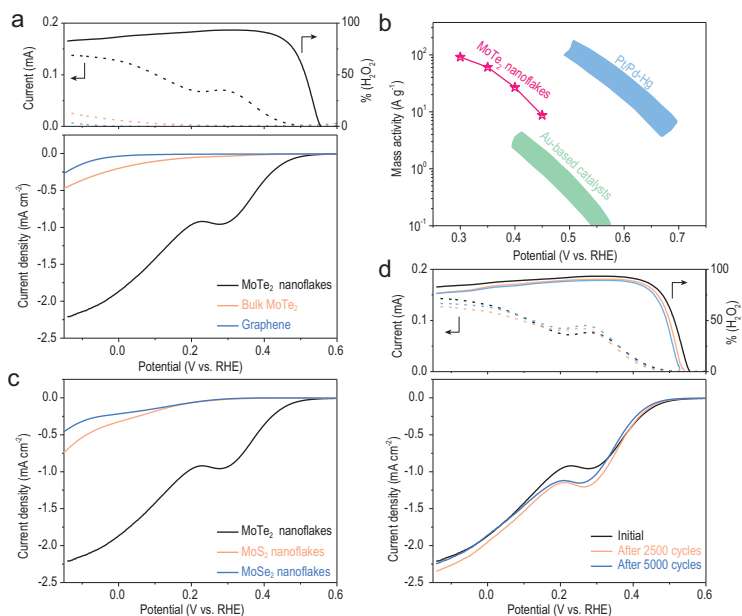 a
0.2
0.1
0.0
Current (mA)
100
50
0
% (H₂O₂)
0.0
-0.5
-1.0
-1.5
-2.0
-2.5
Current density (mA cm⁻²)
MoTe₂ nanoflakes
Bulk MoTe₂
Graphene
0.0 0.2 0.4 0.6
Potential (V vs. RHE)
b
10³
10²
10¹
10⁰
10⁻¹
Mass activity (A g⁻¹)
MoTe₂ nanoflakes
Pt/Pd-Hg
Au-based catalysts
0.3 0.4 0.5 0.6 0.7
Potential (V vs. RHE)
c
0.0
-0.5
-1.0
-1.5
-2.0
-2.5
Current density (mA cm⁻²)
MoTe₂ nanoflakes
MoS₂ nanoflakes
MoSe₂ nanoflakes
0.0 0.2 0.4 0.6
Potential (V vs. RHE)
d
0.2
0.1
0.0
Current (mA)
100
50
0
% (H₂O₂)
0.0
-0.5
-1.0
-1.5
-2.0
-2.5
Current density (mA cm⁻²)
Initial
After 2500 cycles
After 5000 cycles
0.0 0.2 0.4 0.6
Potential (V vs. RHE)